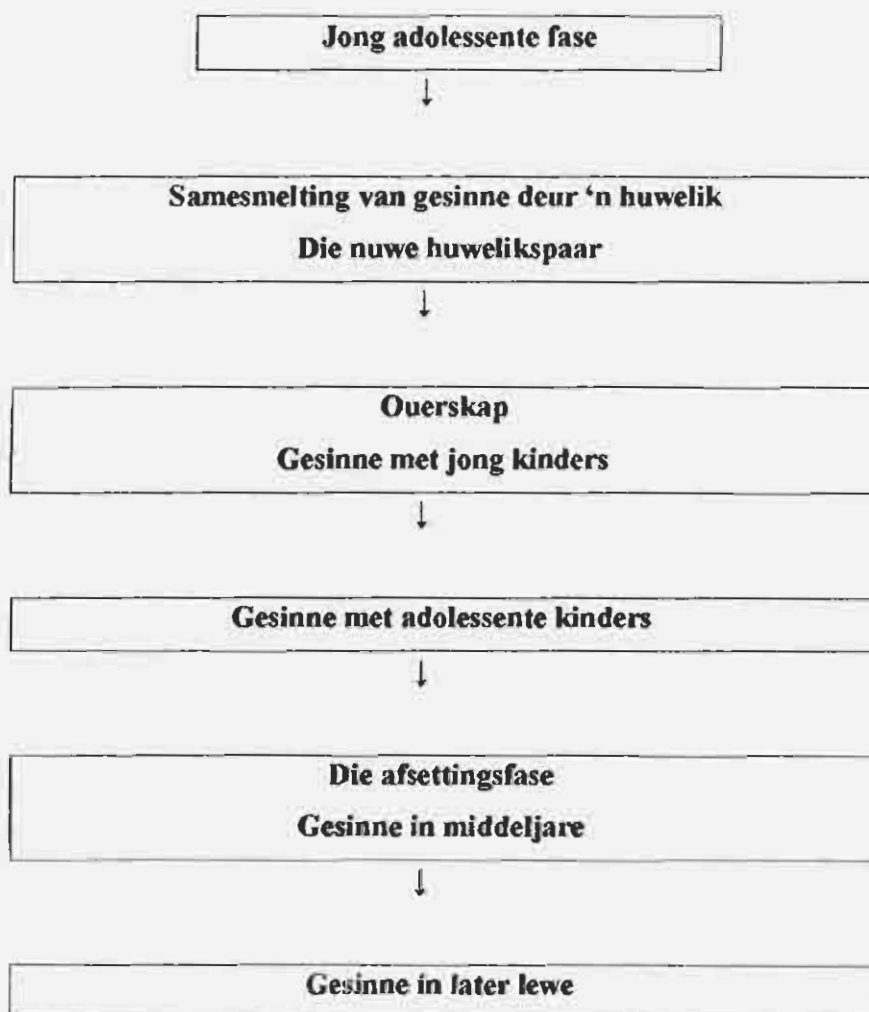 Jong adolessente fase
Samesmelting van gesinne deur ‘n huwelik
Die nuwe huwelikspaar
Ouerskap
Gesinne met jong kinders
Gesinne met adolessente kinders
Die afsettingsfase
Gesinne in middeljare
Gesinne in later lewe